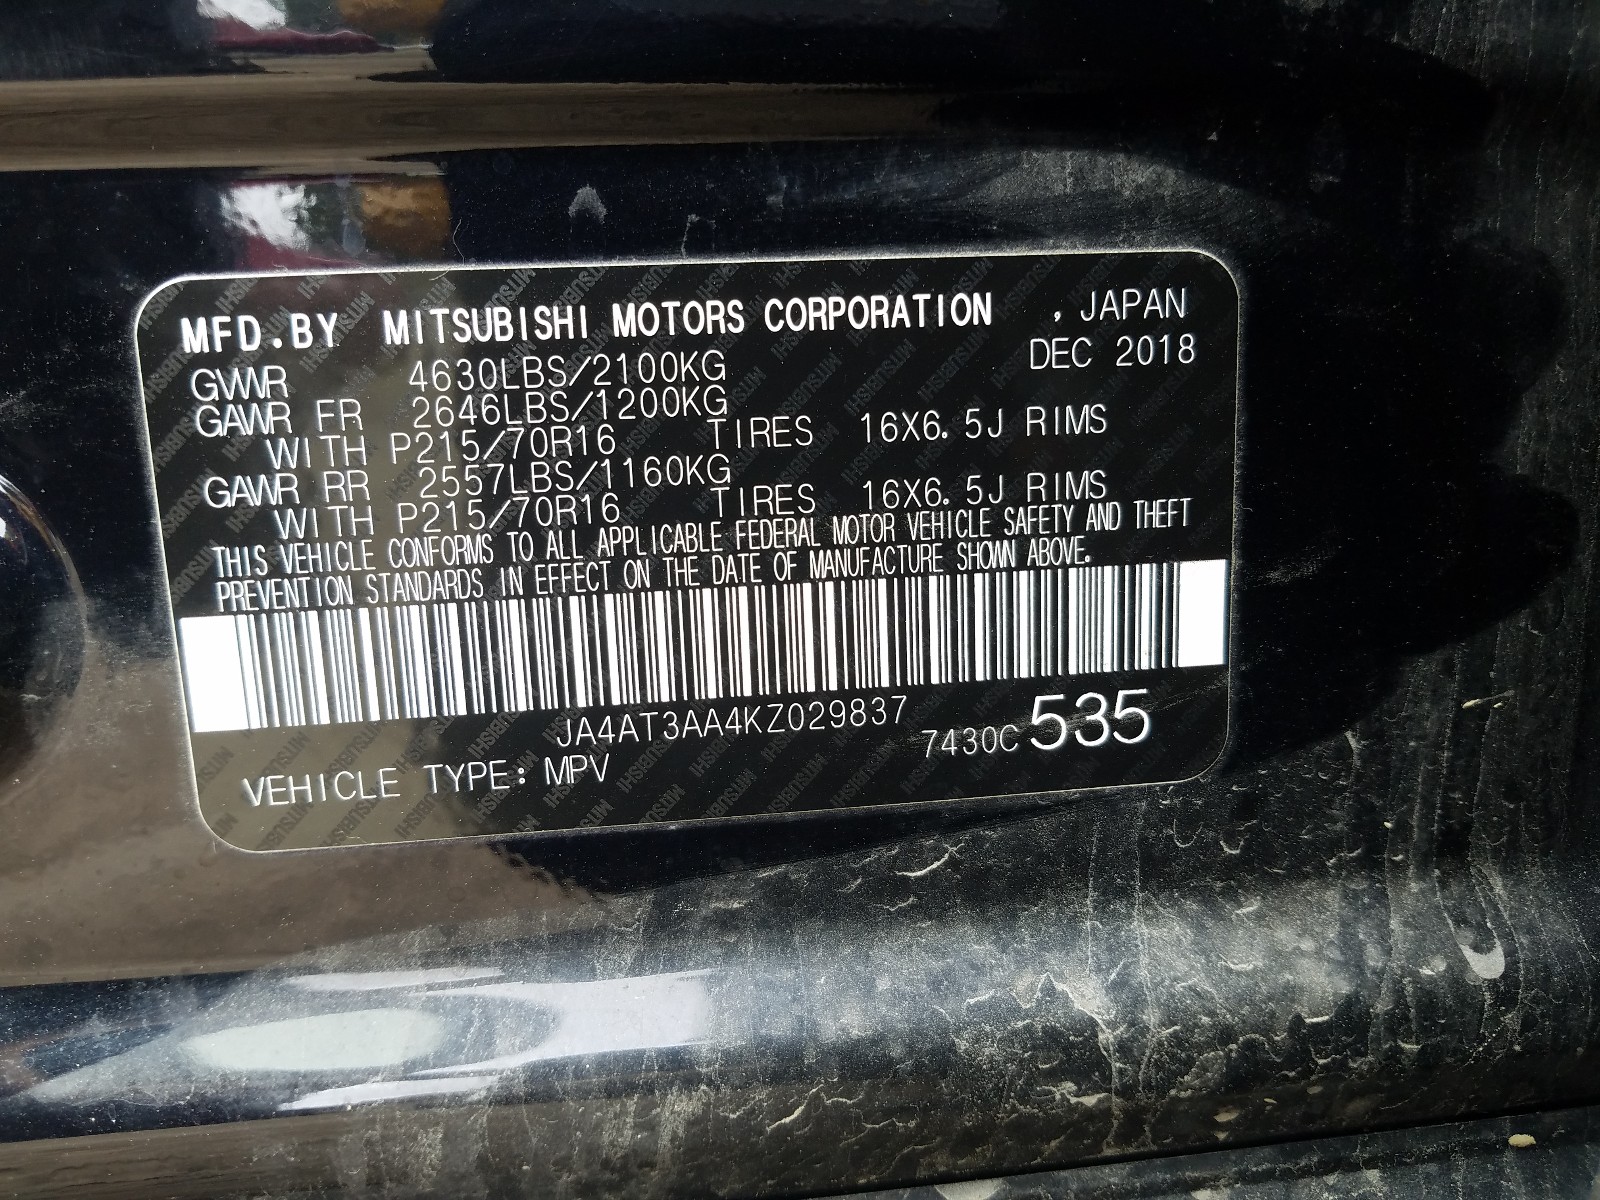 MFD.BY MITSUBISHI MOTORS CORPORATION , JAPAN
DEC 2018
GVWR 4630LBS/2100KG
GAWR FR 2646LBS/1200KG
WITH P215/70R16 TIRES 16X6.5J RIMS
GAWR RR 2557LBS/1160KG
WITH P215/70R16 TIRES 16X6.5J RIMS
THIS VEHICLE CONFORMS TO ALL APPLICABLE FEDERAL MOTOR VEHICLE SAFETY AND THEFT
PREVENTION STANDARDS IN EFFECT ON THE DATE OF MANUFACTURE SHOWN ABOVE.
JA4AT3AA4KZ029837
7430C 535
VEHICLE TYPE: MPV